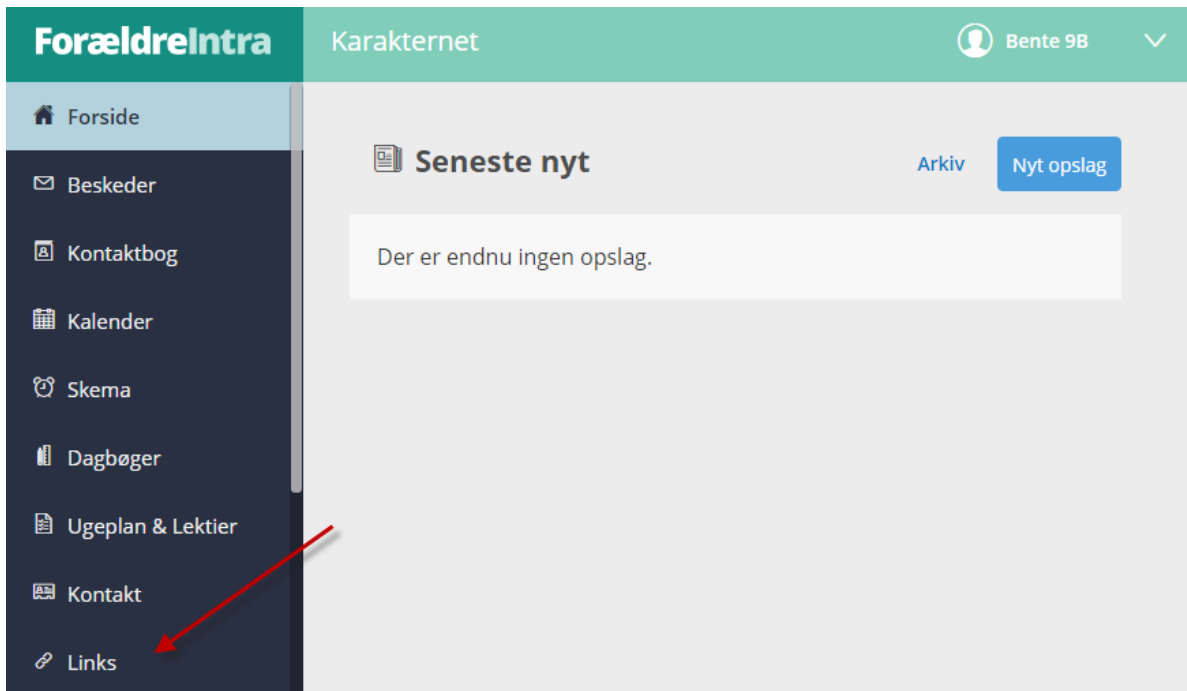 ForældreIntra
Karakternet
Bente 9B
Forside
Beskeder
Kontaktbog
Kalender
Skema
Dagbøger
Ugeplan & Lektier
Kontakt
Links
Seneste nyt
Arkiv
Nyt opslag
Der er endnu ingen opslag.